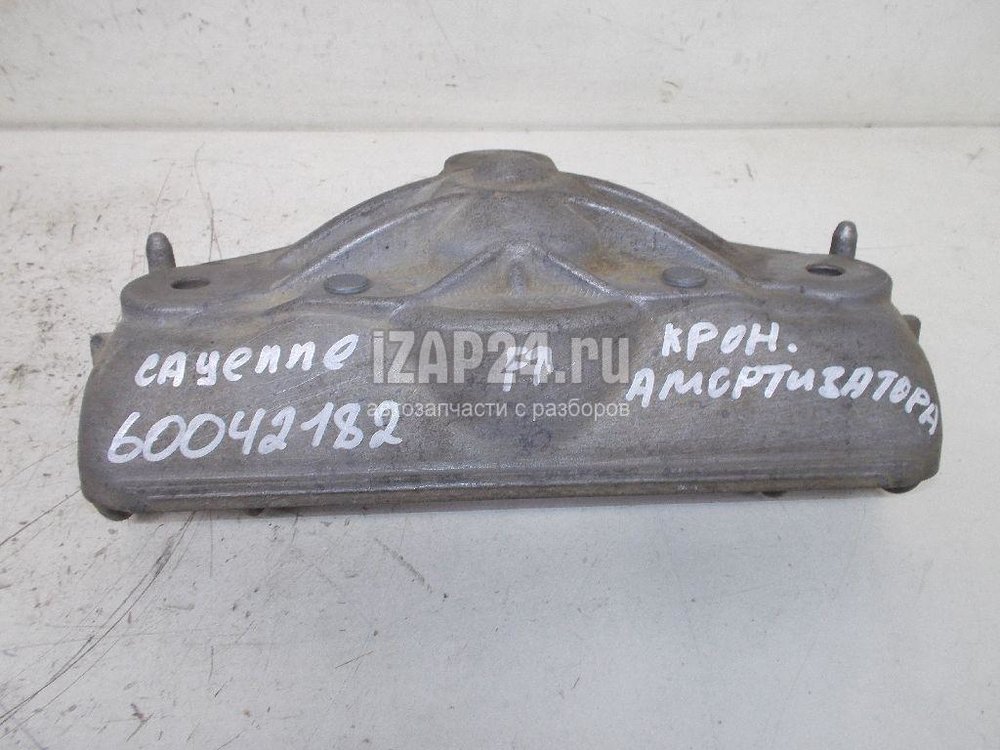 iZAP24.ru
автозапчасти с разборов
cayenne
60042182
КРОН.
АМОРТИЗАТОРА